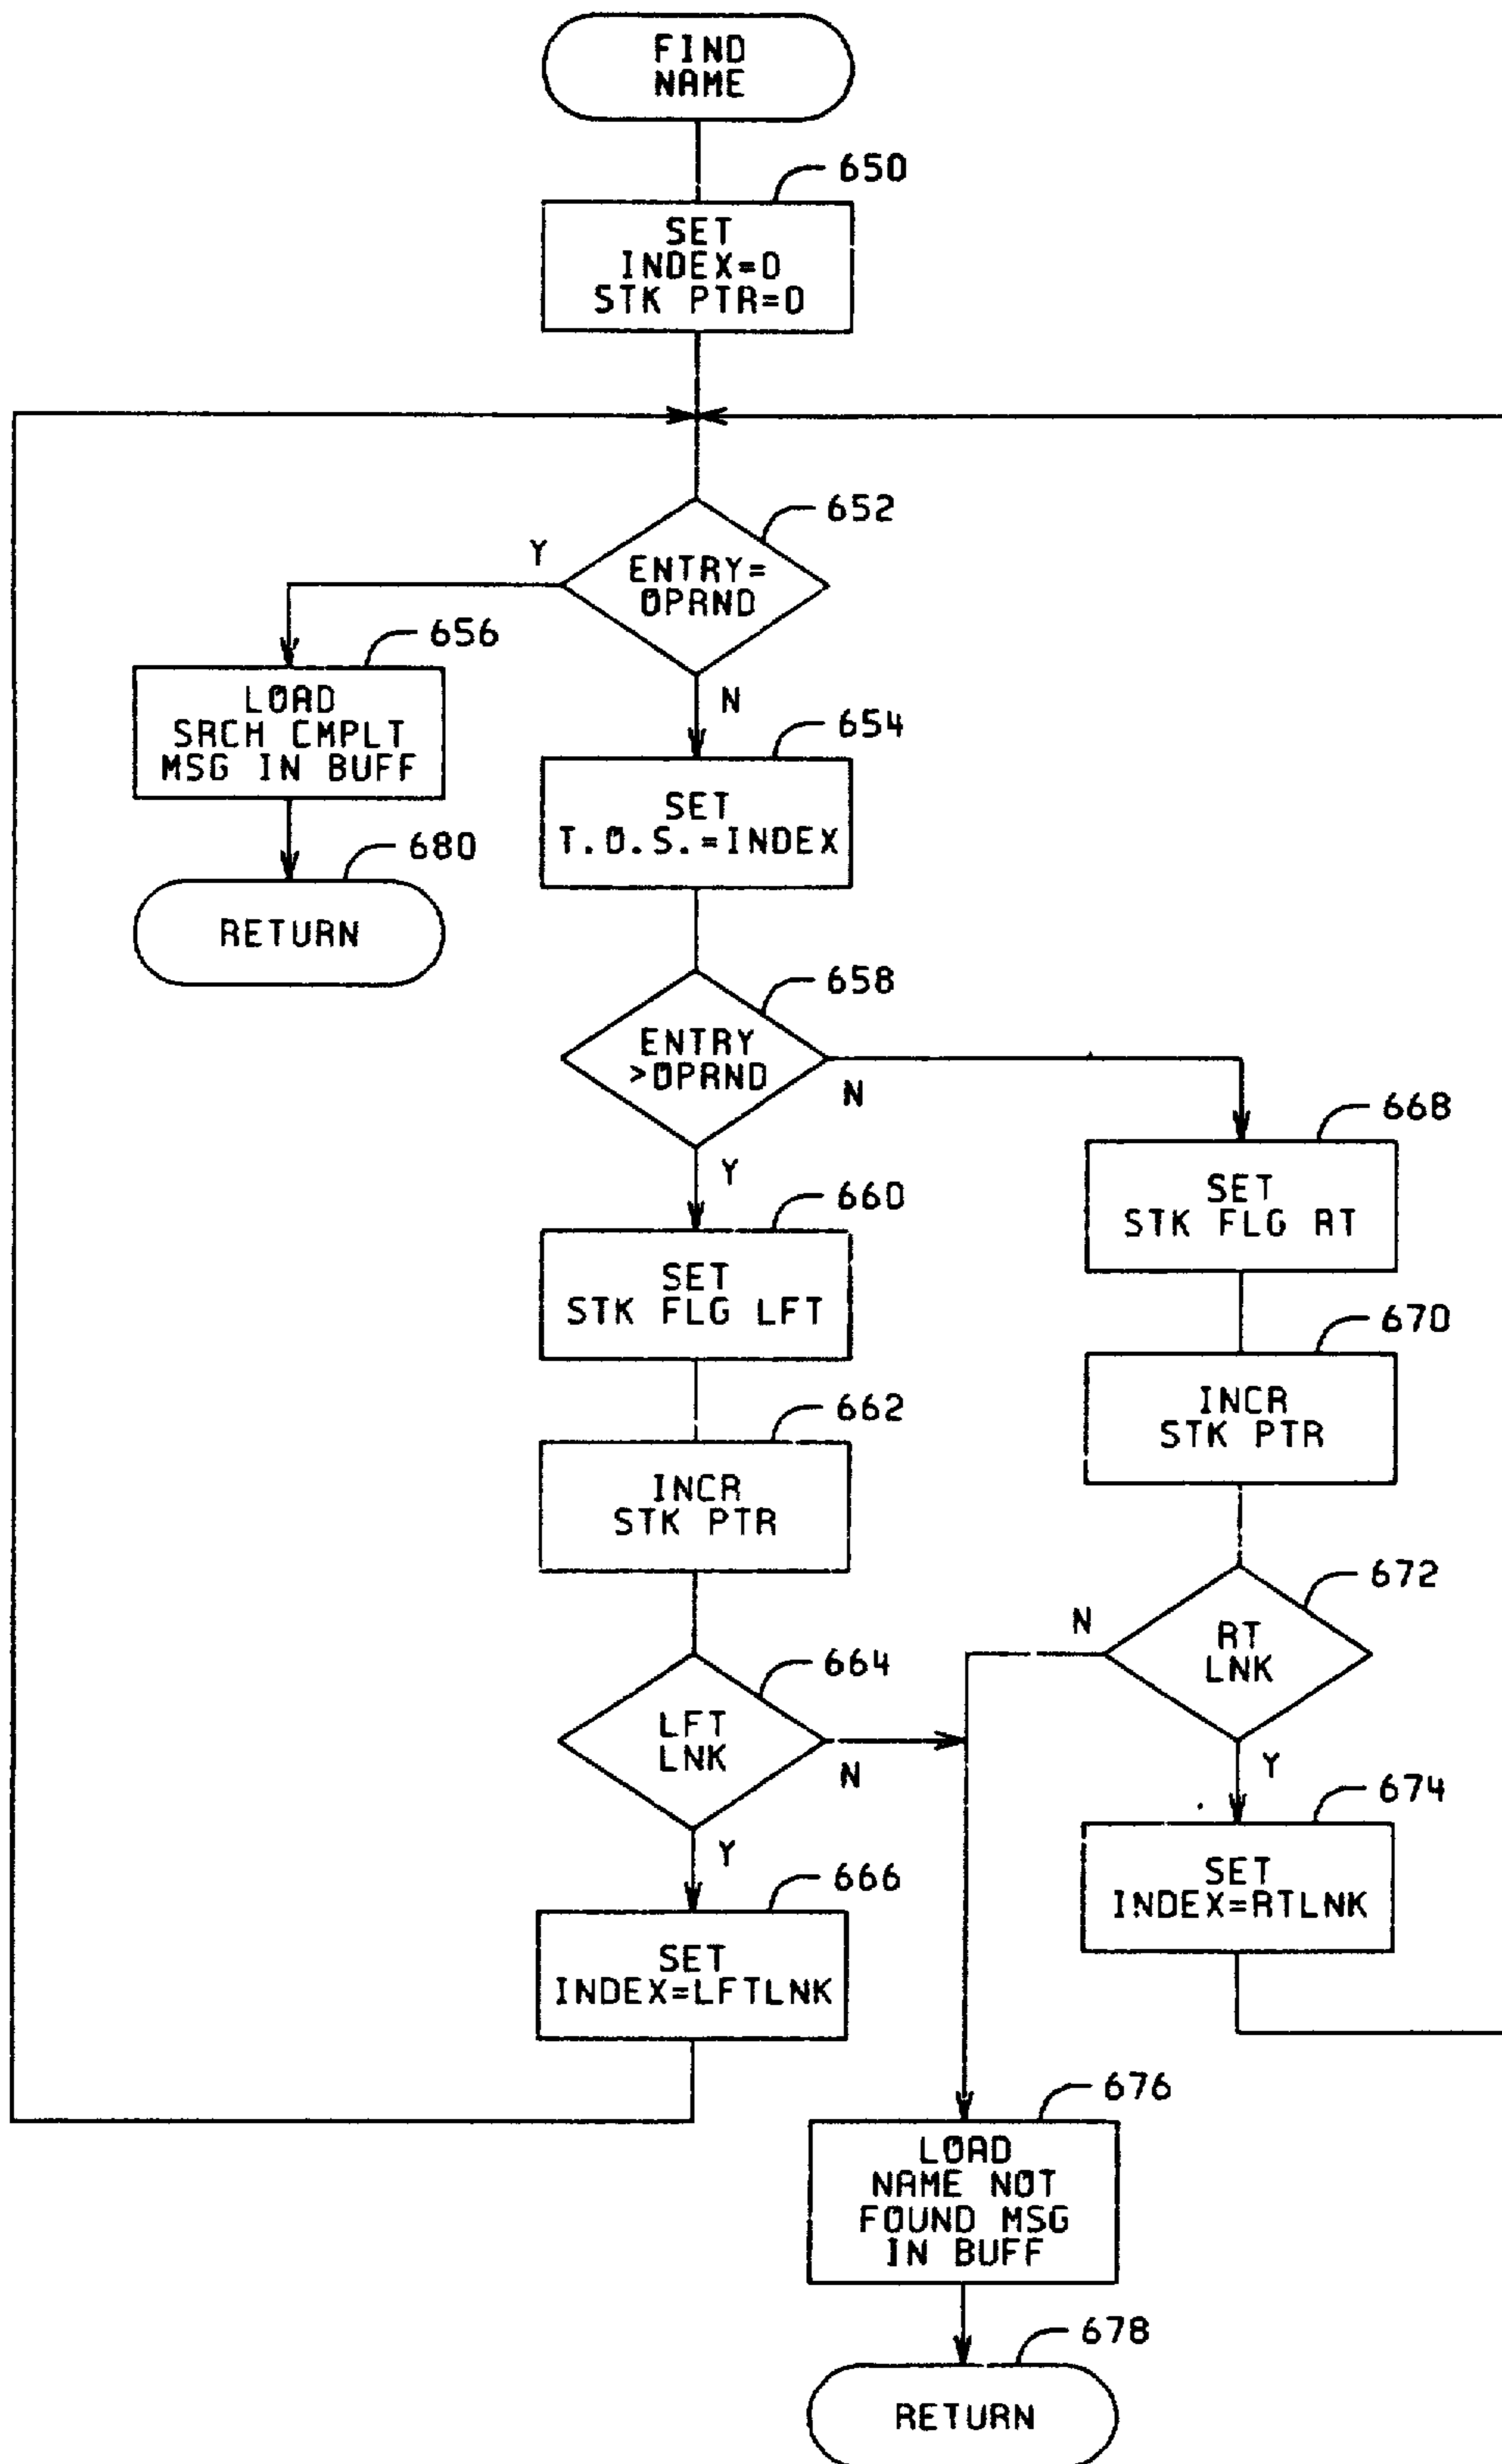 FIND
NAME
650
SET
INDEX=0
STK PTR=0
652
Y
ENTRY=
OPRND
656
N
LOAD
SRCH CMPLT
MSG IN BUFF
654
SET
T.O.S.=INDEX
680
RETURN
658
ENTRY
>OPRND
N
Y
668
SET
STK FLG RT
660
SET
STK FLG LFT
670
INCR
STK PTR
662
INCR
STK PTR
672
N
RT
LNK
664
LFT
LNK
N
Y
Y
674
SET
INDEX=RTLNK
666
SET
INDEX=LFTLNK
676
LOAD
NAME NOT
FOUND MSG
IN BUFF
678
RETURN